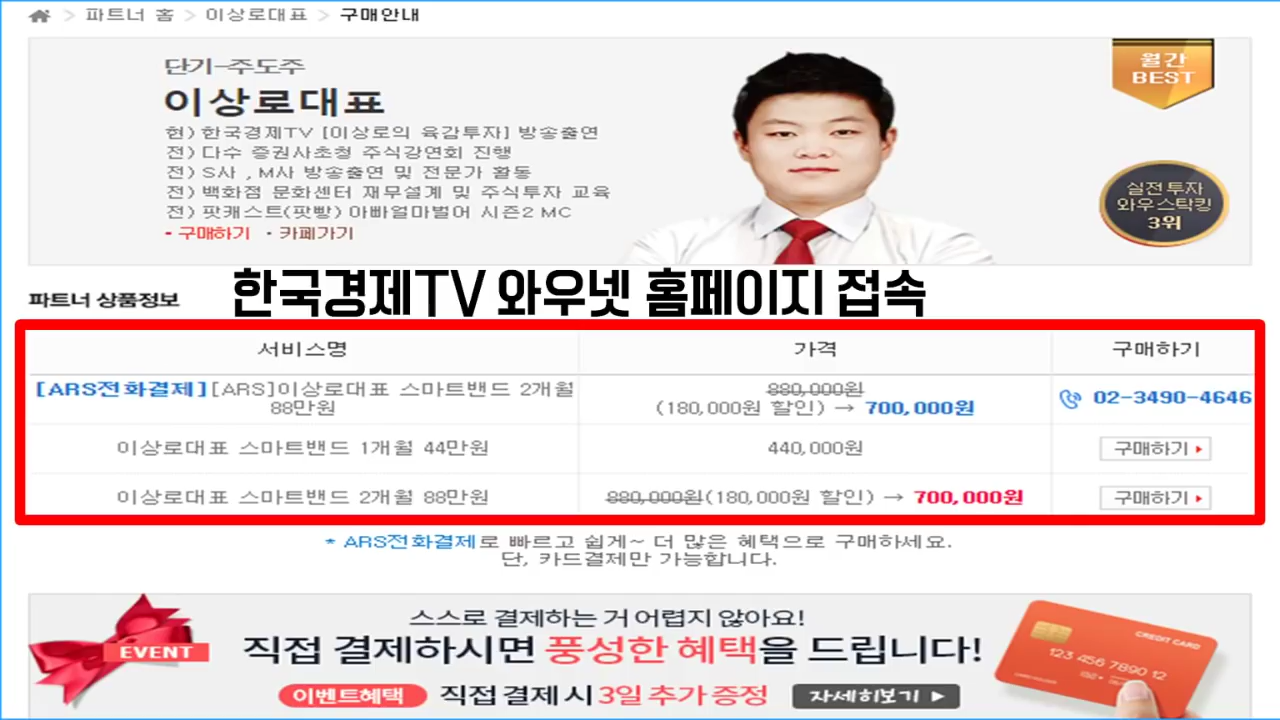 파트너 홈 > 이상로대표 > 구매안내
단기-주도주
이상로대표
현) 한국경제TV [이상로의 육감투자] 방송출연
전) 다수 증권사초청 주식강연회 진행
전) S사 , M사 방송출연 및 전문가 활동
전) 백화점 문화센터 재무설계 및 주식투자 교육
전) 팟캐스트(팟빵) 아빠얼마벌어 시즌2 MC
· 구매하기 · 카페가기
월간
BEST
실전 투자
와우 스탁킹
3위
파트너 상품정보
한국경제TV 와우넷 홈페이지 접속
서비스명 가격 구매하기
[ARS전화결제][ARS]이상로대표 스마트밴드 2개월
88만원
880,000원
(180,000원 할인) → 700,000원
02-3490-4646
이상로대표 스마트밴드 1개월 44만원 440,000원 구매하기
이상로대표 스마트밴드 2개월 88만원 880,000원(180,000원 할인) → 700,000원 구매하기
* ARS전화결제로 빠르고 쉽게~ 더 많은 혜택으로 구매하세요.
단, 카드결제만 가능합니다.
EVENT
스스로 결제하는 거 어렵지 않아요!
직접 결제하시면 풍성한 혜택을 드립니다!
이벤트혜택 직접 결제 시 3일 추가 증정 자세히보기 ▶
CREDIT CARD
123 456 7890 12